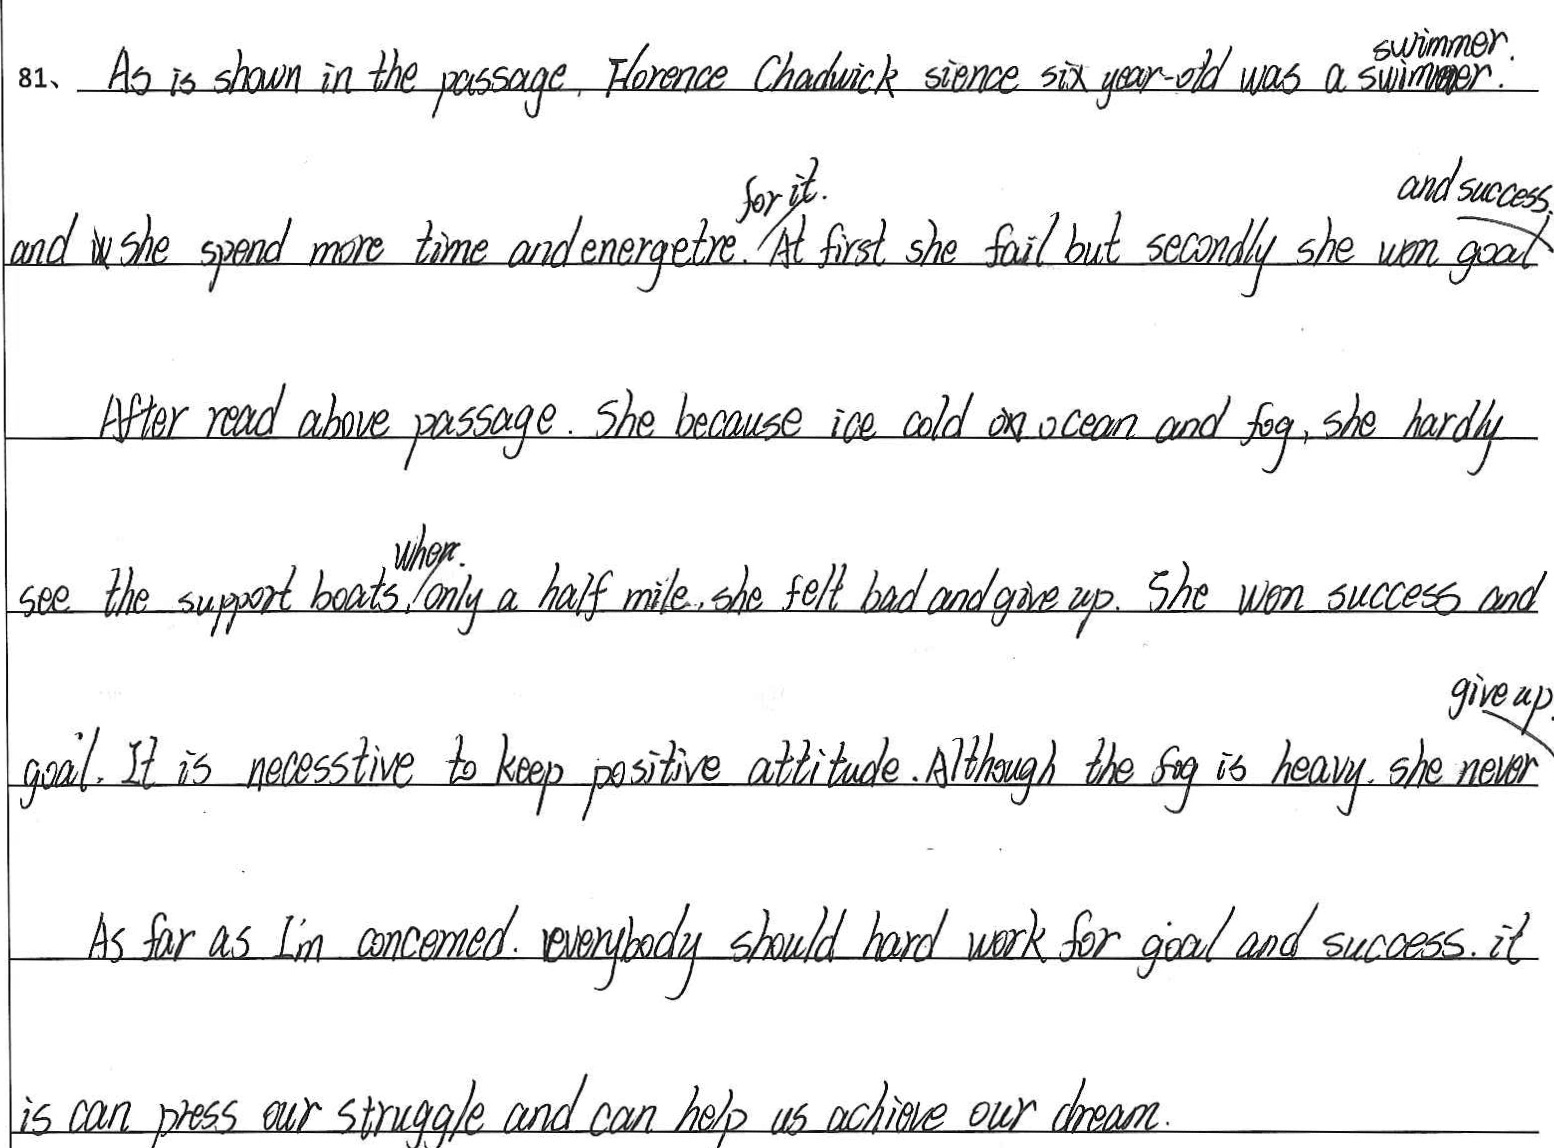 81、 As is shown in the passage, Florence Chadwick sience six year-old was a swimmer.
swimmer.
and she spend more time and energetre. At first she fail but secondly she won goal
for it.
and success.
After read above passage. She because ice cold on ocean and fog, she hardly
see the support boats, only a half mile, she felt bad and give up. She won success and
when.
goal. It is necesstive to keep positive attitude. Although the fog is heavy. she never
give up.
As far as I'm concerned. everybody should hard work for goal and success. it
is can press our struggle and can help us achieve our dream.